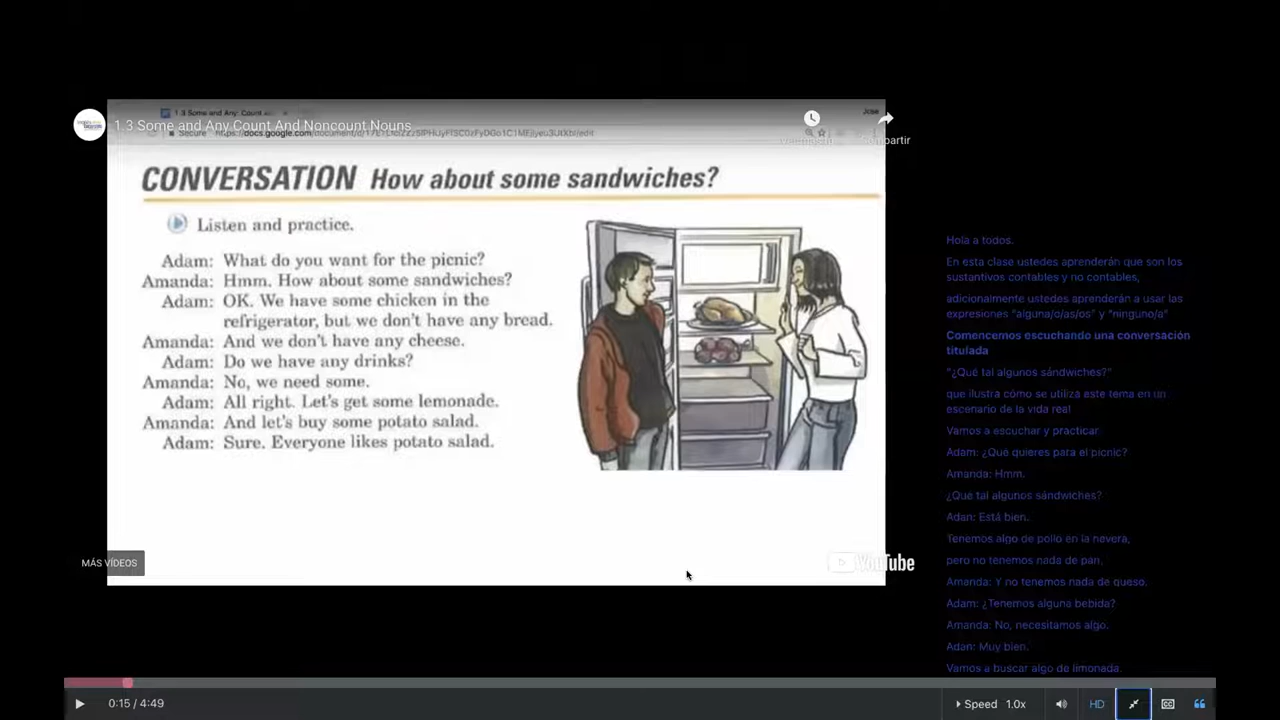 1.3 Some and Any: Count an
Jose
1.3 Some and Any Count And Noncount Nouns
Secure
CONVERSATION How about some sandwiches?
Listen and practice.
Adam: What do you want for the picnic?
Amanda: Hmm. How about some sandwiches?
Adam: OK. We have some chicken in the
refrigerator, but we don't have any bread.
Amanda: And we don't have any cheese.
Adam: Do we have any drinks?
Amanda: No, we need some.
Adam: All right. Let's get some lemonade.
Amanda: And let's buy some potato salad.
Adam: Sure. Everyone likes potato salad.
MÁS VÍDEOS
YouTube
Hola a todos.
En esta clase ustedes aprenderán que son los
sustantivos contables y no contables,
adicionalmente ustedes aprenderán a usar las
expresiones "alguna/o/as/os" y "ninguno/a"
Comencemos escuchando una conversación
titulada
"¿Qué tal algunos sándwiches?"
que ilustra cómo se utiliza este tema en un
escenario de la vida real
Vamos a escuchar y practicar
Adam: ¿Qué quieres para el picnic?
Amanda: Hmm.
¿Qué tal algunos sándwiches?
Adan: Está bien.
Tenemos algo de pollo en la nevera,
pero no tenemos nada de pan.
Amanda: Y no tenemos nada de queso.
Adam: ¿Tenemos alguna bebida?
Amanda: No, necesitamos algo.
Adan: Muy bien.
Vamos a buscar algo de limonada.
0:15 / 4:49
Speed 1.0x
HD
CC